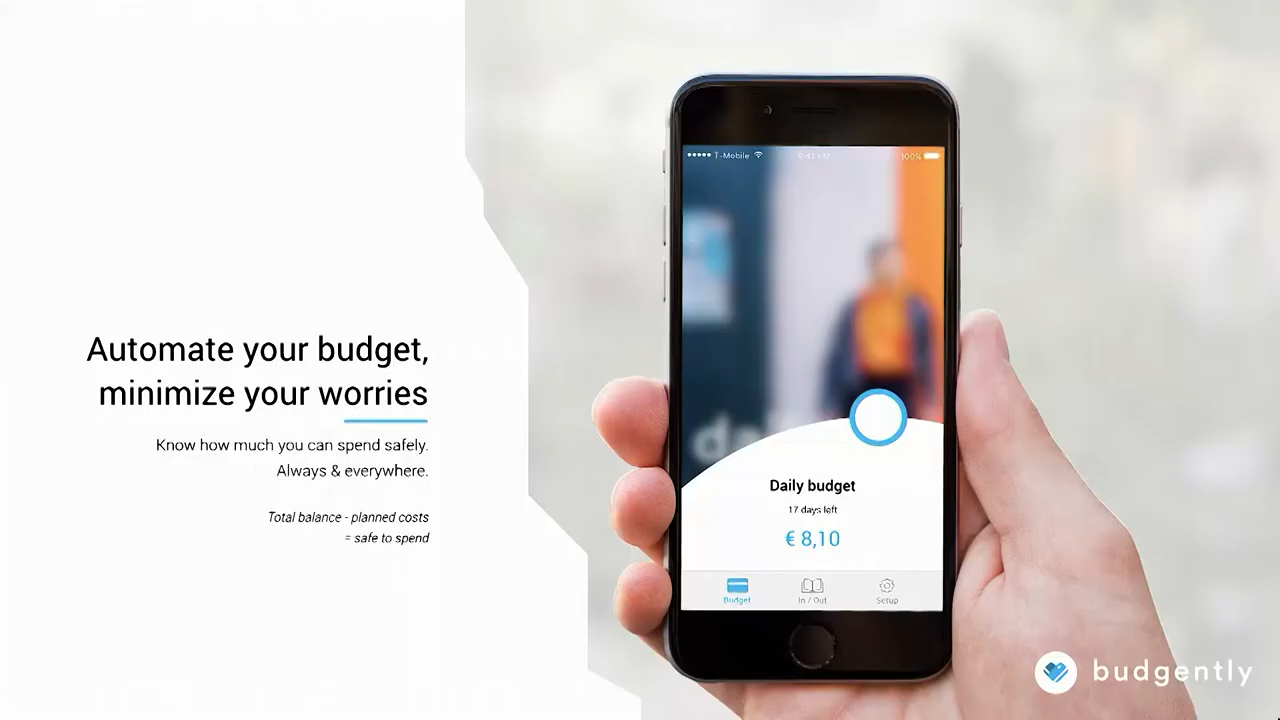 Automate your budget,
minimize your worries
Know how much you can spend safely.
Always & everywhere.
Total balance - planned costs
= safe to spend
T-Mobile
100%
Daily budget
17 days left
€ 8,10
Budget
In / Out
Setup
budgently